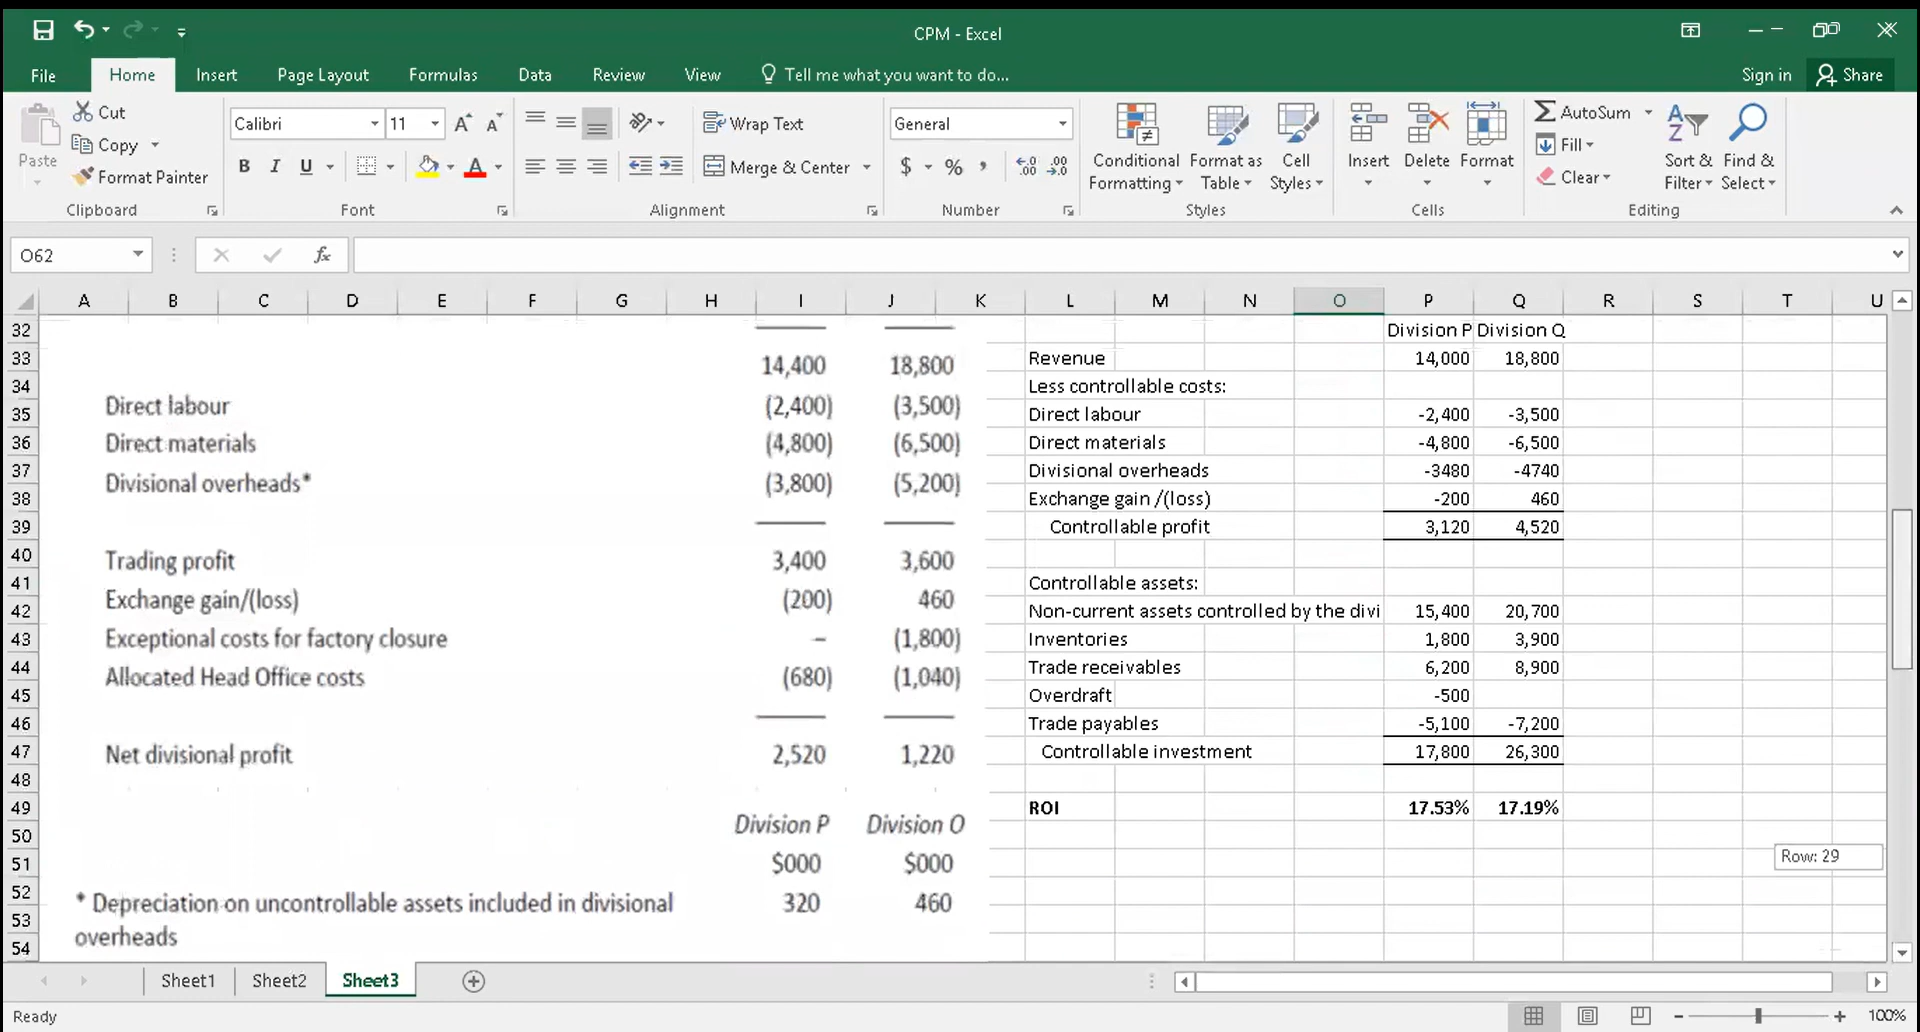 CPM - Excel
File Home Insert Page Layout Formulas Data Review View Tell me what you want to do... Sign in Share
Paste Cut Copy Format Painter Clipboard
Calibri 11 B I U A Font
Wrap Text Merge & Center Alignment
General $ % Number
Conditional Formatting Format as Table Cell Styles Styles
Insert Delete Format Cells
AutoSum Fill Clear Sort & Filter Find & Select Editing
O62 fx
A B C D E F G H I J K L M N O P Q R S T U
32 Division P Division Q
33 14,400 18,800 Revenue 14,000 18,800
34 Less controllable costs:
35 Direct labour (2,400) (3,500) Direct labour -2,400 -3,500
36 Direct materials (4,800) (6,500) Direct materials -4,800 -6,500
37 Divisional overheads* (3,800) (5,200) Divisional overheads -3480 -4740
38 Exchange gain /(loss) -200 460
39 Controllable profit 3,120 4,520
40 Trading profit 3,400 3,600
41 Controllable assets:
42 Exchange gain/(loss) (200) 460 Non-current assets controlled by the divi 15,400 20,700
43 Exceptional costs for factory closure – (1,800) Inventories 1,800 3,900
44 Allocated Head Office costs (680) (1,040) Trade receivables 6,200 8,900
45 Overdraft -500
46 Trade payables -5,100 -7,200
47 Net divisional profit 2,520 1,220 Controllable investment 17,800 26,300
48
49 ROI 17.53% 17.19%
50 Division P Division O
51 $000 $000 Row: 29
52 * Depreciation on uncontrollable assets included in divisional 320 460
53 overheads
54
Sheet1 Sheet2 Sheet3
Ready 100%